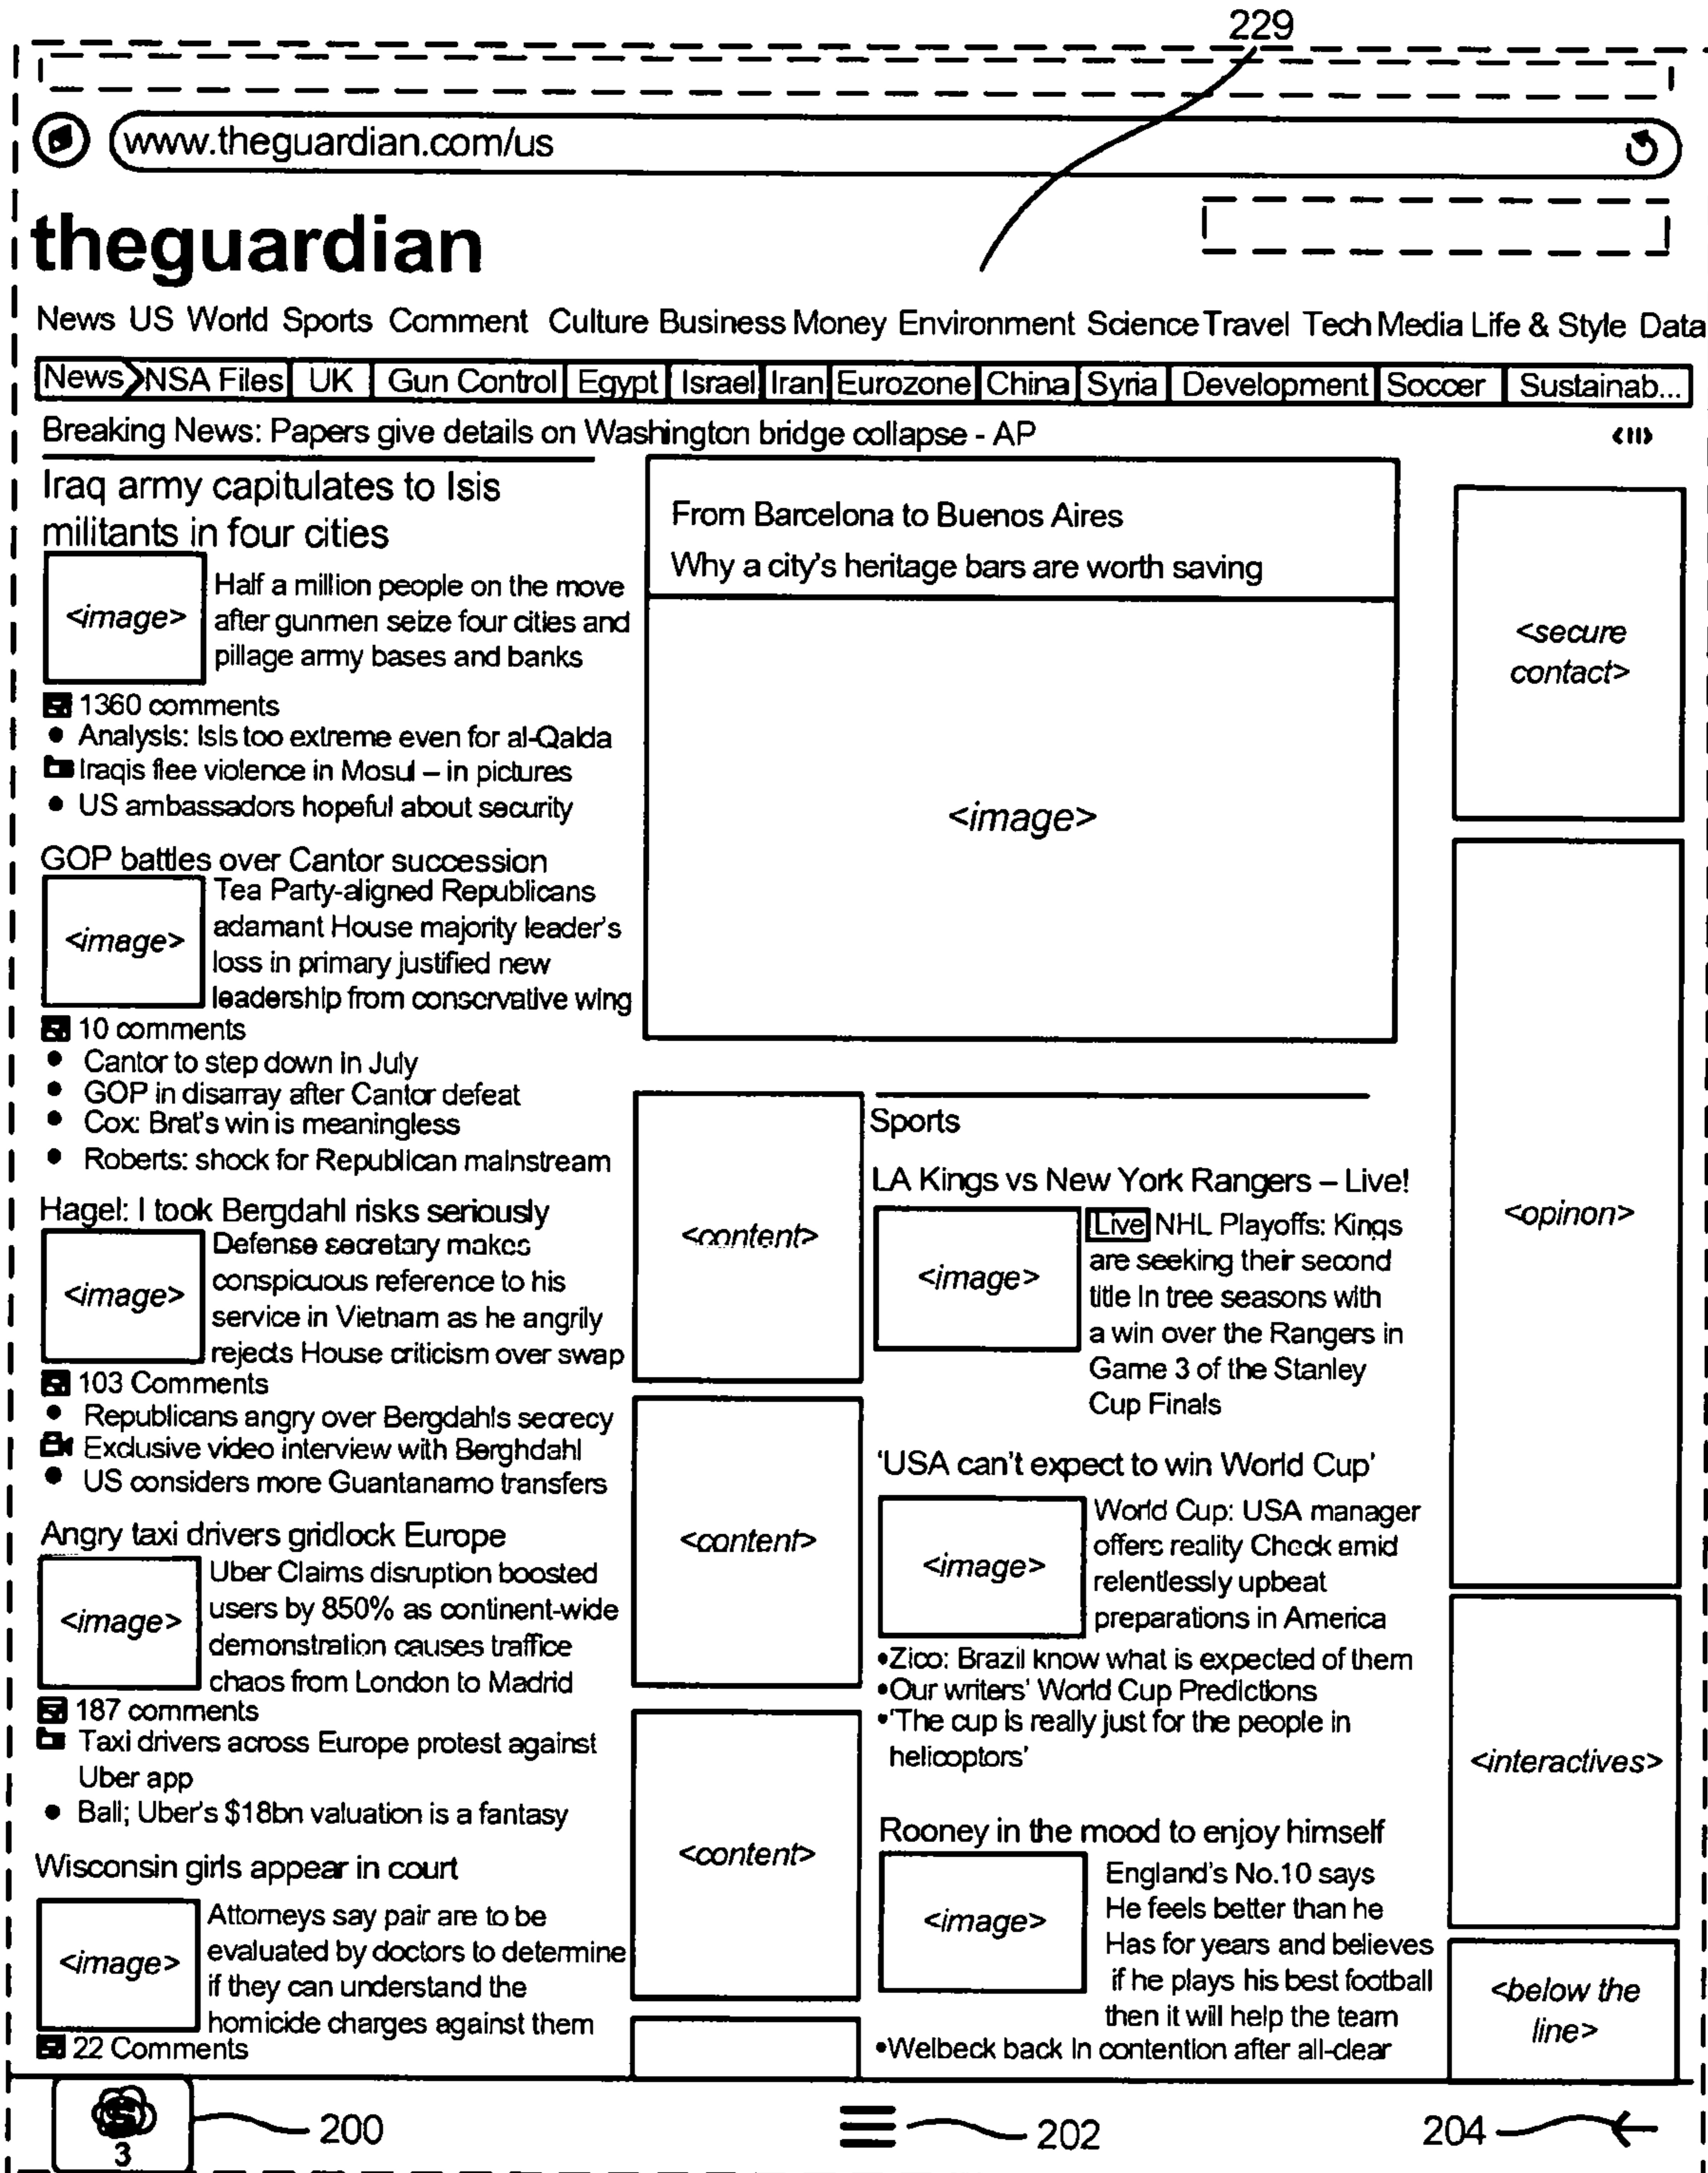 229
www.theguardian.com/us
theguardian
News US World Sports Comment Culture Business Money Environment Science Travel Tech Media Life & Style Data
News NSA Files UK Gun Control Egypt Israel Iran Eurozone China Syria Development Soccer Sustainab...
Breaking News: Papers give details on Washington bridge collapse - AP
Iraq army capitulates to Isis
militants in four cities
<image>
Half a million people on the move
after gunmen seize four cities and
pillage army bases and banks
1360 comments
• Analysis: Isis too extreme even for al-Qaida
Iraqis flee violence in Mosul – in pictures
• US ambassadors hopeful about security
GOP battles over Cantor succession
<image>
Tea Party-aligned Republicans
adamant House majority leader's
loss in primary justified new
leadership from conservative wing
10 comments
• Cantor to step down in July
• GOP in disarray after Cantor defeat
• Cox: Brat's win is meaningless
• Roberts: shock for Republican mainstream
Hagel: I took Bergdahl risks seriously
<image>
Defense secretary makes
conspicuous reference to his
service in Vietnam as he angrily
rejects House criticism over swap
103 Comments
• Republicans angry over Bergdahls secrecy
Exclusive video interview with Berghdahl
• US considers more Guantanamo transfers
Angry taxi drivers gridlock Europe
<image>
Uber Claims disruption boosted
users by 850% as continent-wide
demonstration causes traffice
chaos from London to Madrid
187 comments
Taxi drivers across Europe protest against
Uber app
• Ball; Uber's $18bn valuation is a fantasy
Wisconsin girls appear in court
<image>
Attorneys say pair are to be
evaluated by doctors to determine
if they can understand the
homicide charges against them
22 Comments
From Barcelona to Buenos Aires
Why a city's heritage bars are worth saving
<image>
<content>
<content>
<content>
Sports
LA Kings vs New York Rangers – Live!
<image>
Live NHL Playoffs: Kings
are seeking their second
title in tree seasons with
a win over the Rangers in
Game 3 of the Stanley
Cup Finals
'USA can't expect to win World Cup'
<image>
World Cup: USA manager
offers reality Check amid
relentlessly upbeat
preparations in America
•Zico: Brazil know what is expected of them
•Our writers' World Cup Predictions
•'The cup is really just for the people in
helicoptors'
Rooney in the mood to enjoy himself
<image>
England's No.10 says
He feels better than he
Has for years and believes
if he plays his best football
then it will help the team
•Welbeck back in contention after all-clear
<secure
contact>
<opinon>
<interactives>
<below the
line>
S
3
200
202
204